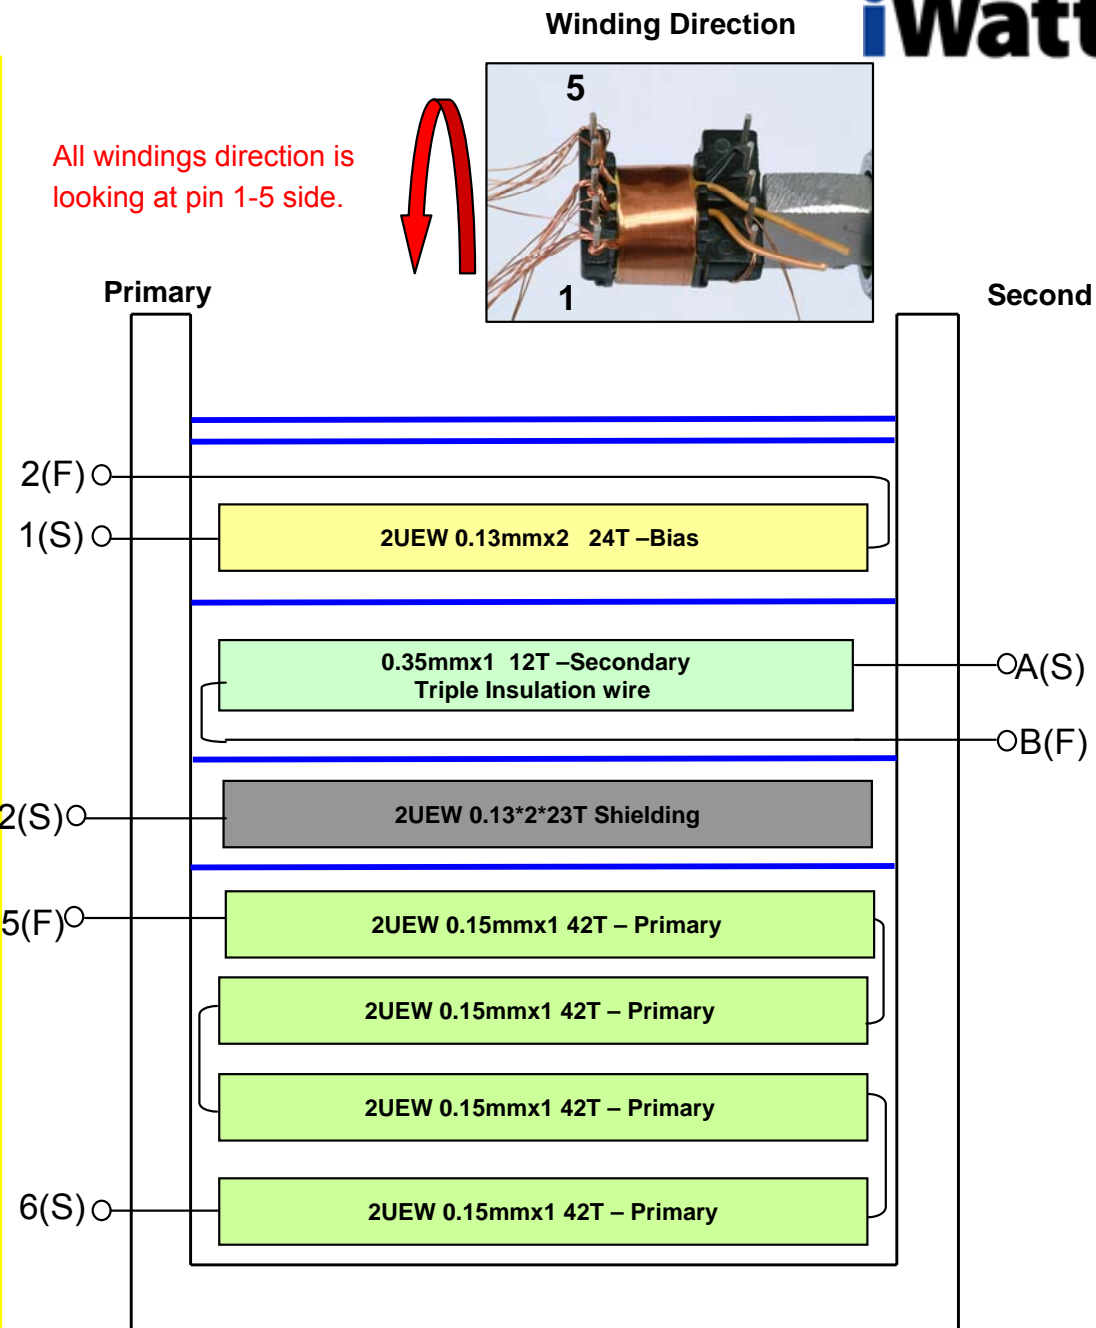 Winding Direction
iWatt
5
All windings direction is
looking at pin 1-5 side.
1
Primary
Second
2(F)
1(S)
2UEW 0.13mmx2 24T –Bias
0.35mmx1 12T –Secondary
Triple Insulation wire
A(S)
B(F)
2(S)
2UEW 0.13*2*23T Shielding
5(F)
2UEW 0.15mmx1 42T – Primary
2UEW 0.15mmx1 42T – Primary
2UEW 0.15mmx1 42T – Primary
6(S)
2UEW 0.15mmx1 42T – Primary